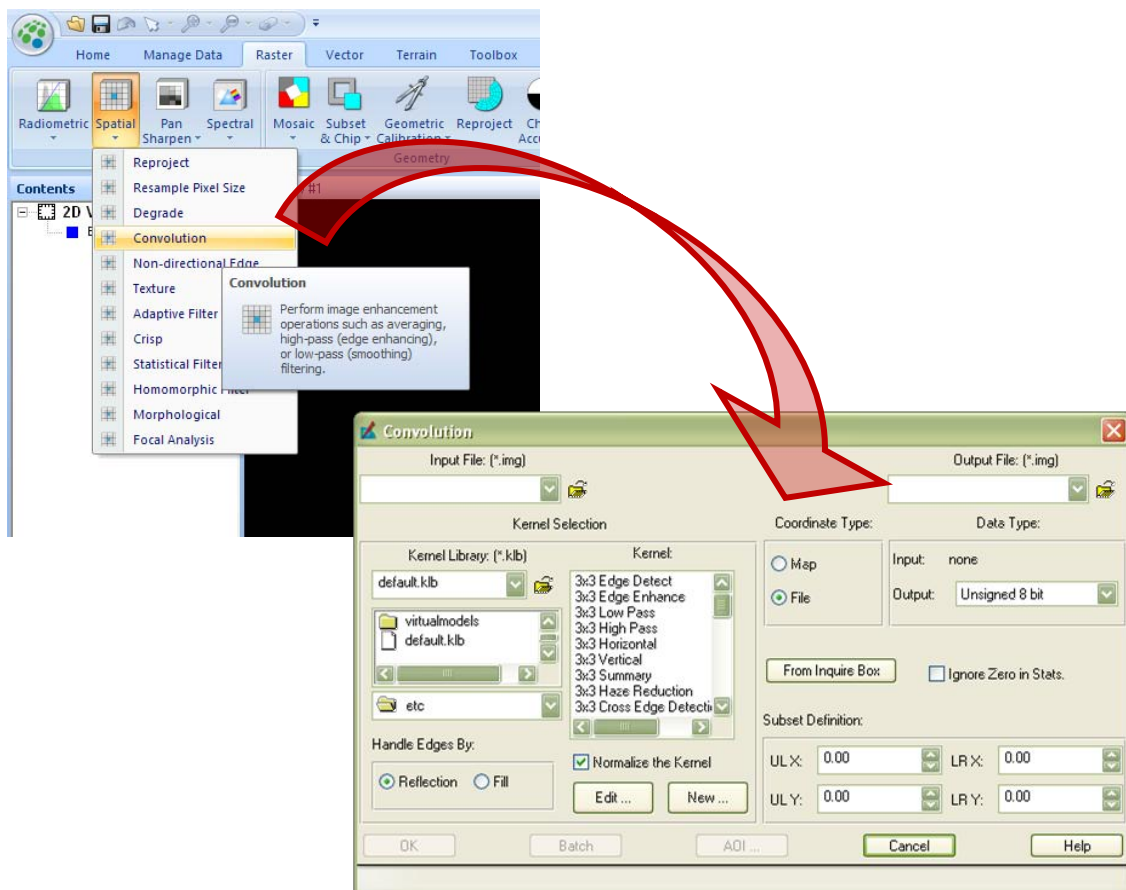 Home Manage Data Raster Vector Terrain Toolbox
Radiometric Spatial Pan Sharpen Spectral Mosaic Subset & Chip Geometric Calibration Reproject
Geometry
Contents
#1
2D
Reproject
Resample Pixel Size
Degrade
Convolution
Non-directional Edge
Texture
Adaptive Filter
Crisp
Statistical Filter
Homomorphic Filter
Morphological
Focal Analysis
Convolution
Perform image enhancement
operations such as averaging,
high-pass (edge enhancing),
or low-pass (smoothing)
filtering.
Convolution
Input File: (*.img)
Output File: (*.img)
Kernel Selection
Coordinate Type:
Data Type:
Kernel Library: (*.klb)
Kernel:
default.klb
virtualmodels
default.klb
etc
3x3 Edge Detect
3x3 Edge Enhance
3x3 Low Pass
3x3 High Pass
3x3 Horizontal
3x3 Vertical
3x3 Summary
3x3 Haze Reduction
3x3 Cross Edge Detecti
Map
File
Input: none
Output: Unsigned 8 bit
From Inquire Box
Ignore Zero in Stats.
Subset Definition:
Handle Edges By:
Reflection Fill
Normalize the Kernel
Edit ... New ...
UL X: 0.00 LR X: 0.00
UL Y: 0.00 LR Y: 0.00
OK Batch AOI ... Cancel Help